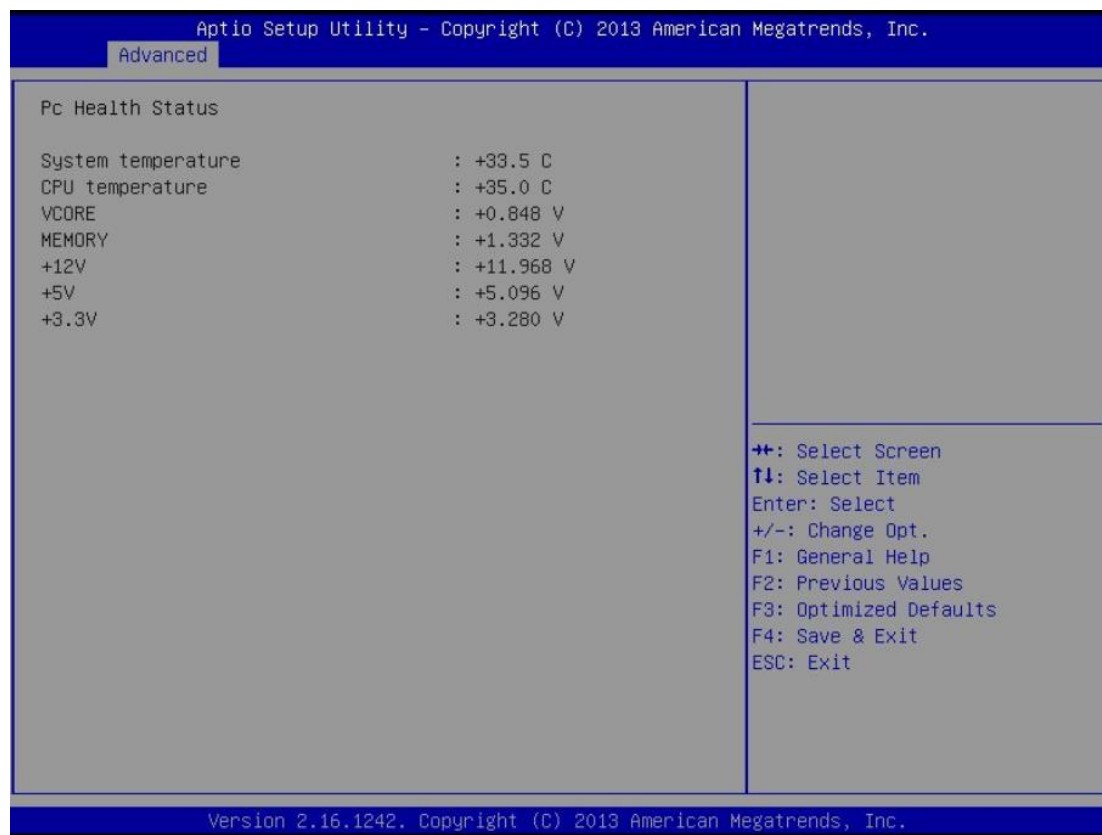 Aptio Setup Utility – Copyright (C) 2013 American Megatrends, Inc.
Advanced
Pc Health Status
System temperature : +33.5 C
CPU temperature : +35.0 C
VCORE : +0.848 V
MEMORY : +1.332 V
+12V : +11.968 V
+5V : +5.096 V
+3.3V : +3.280 V
→←: Select Screen
↑↓: Select Item
Enter: Select
+/-: Change Opt.
F1: General Help
F2: Previous Values
F3: Optimized Defaults
F4: Save & Exit
ESC: Exit
Version 2.16.1242. Copyright (C) 2013 American Megatrends, Inc.